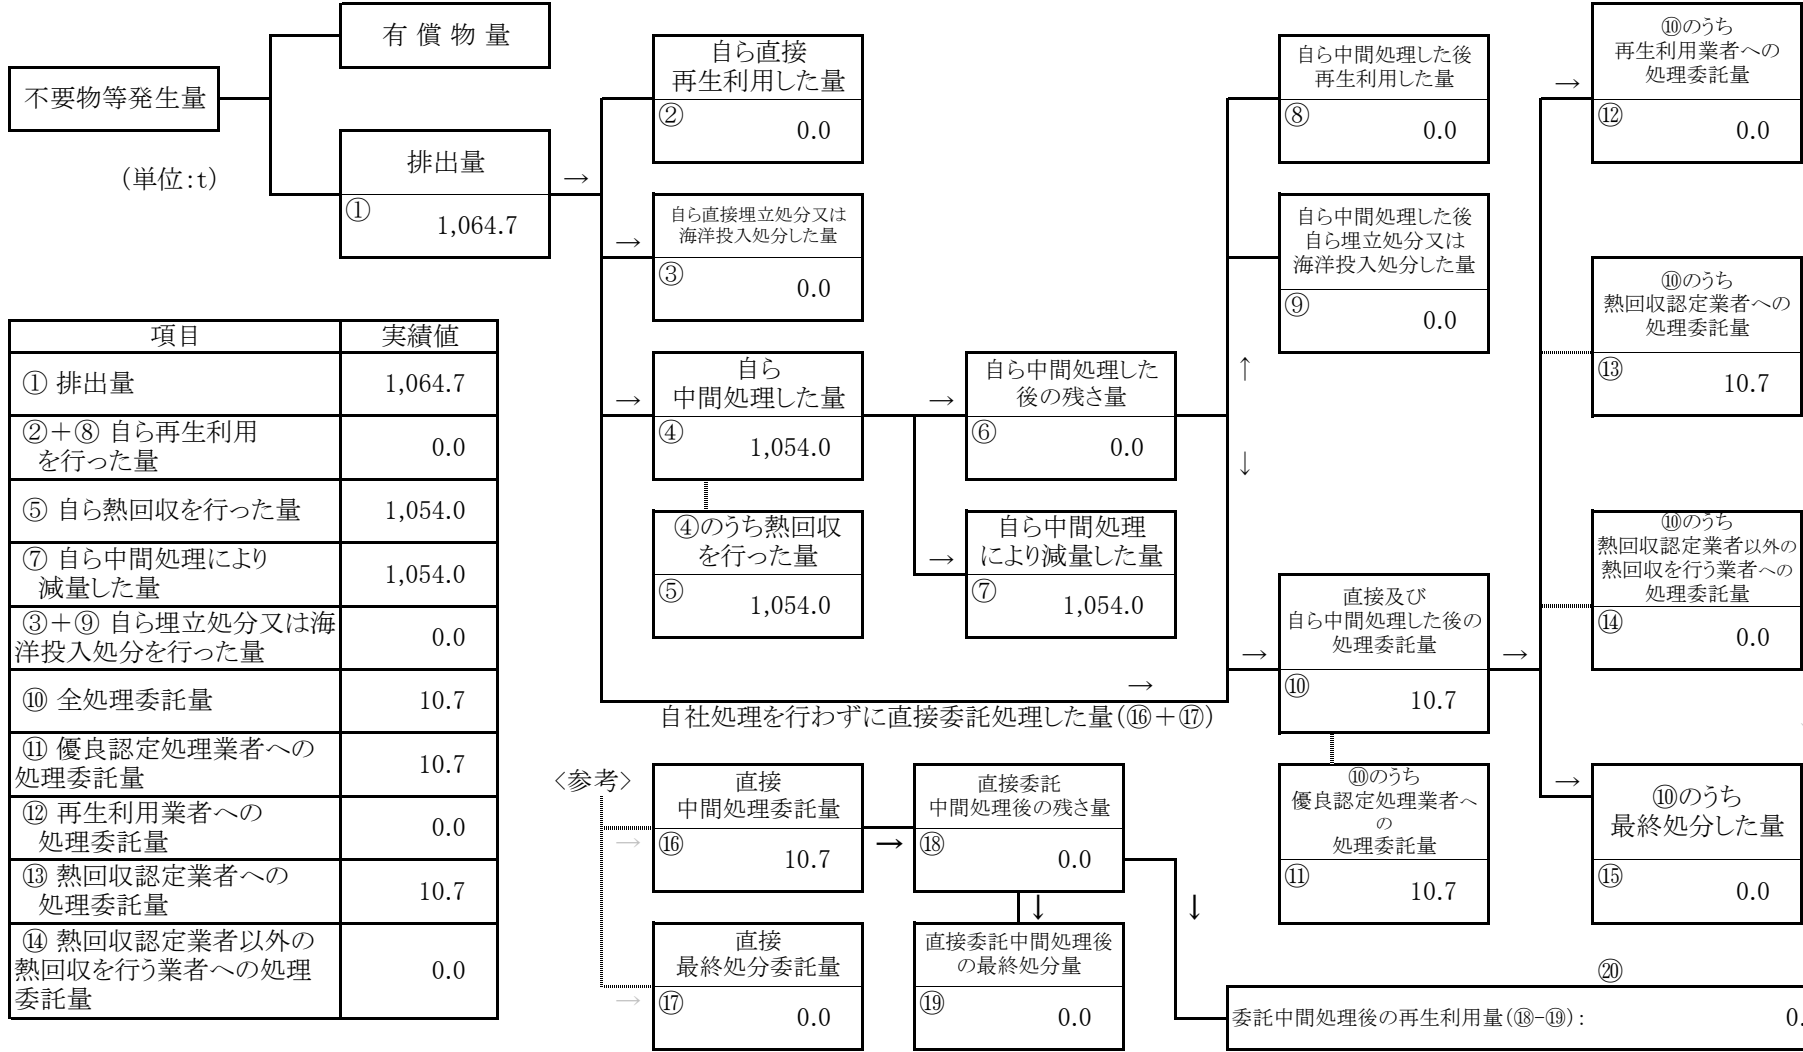 有 償 物 量
不要物等発生量
(単位:t)
排出量
①
1,064.7
→
自ら直接
再生利用した量
②
0.0
→
自ら直接埋立処分又は
海洋投入処分した量
③
0.0
→
自ら
中間処理した量
④
1,054.0
④のうち熱回収
を行った量
⑤
1,054.0
→
自ら中間処理した
後の残さ量
⑥
0.0
→
自ら中間処理
により減量した量
⑦
1,054.0
↑
↓
自ら中間処理した後
再生利用した量
⑧
0.0
自ら中間処理した後
自ら埋立処分又は
海洋投入処分した量
⑨
0.0
→
直接及び
自ら中間処理した後の
処理委託量
⑩
10.7
→
自社処理を行わずに直接委託処理した量(⑯+⑰)
⑩のうち
優良認定処理業者へ
の
処理委託量
⑪
10.7
→
→
⑩のうち
再生利用業者への
処理委託量
⑫
0.0
⑩のうち
熱回収認定業者への
処理委託量
⑬
10.7
⑩のうち
熱回収認定業者以外の
熱回収を行う業者への
処理委託量
⑭
0.0
→
⑩のうち
最終処分した量
⑮
0.0
項目 実績値
① 排出量 1,064.7
②+⑧ 自ら再生利用
を行った量 0.0
⑤ 自ら熱回収を行った量 1,054.0
⑦ 自ら中間処理により
減量した量 1,054.0
③+⑨ 自ら埋立処分又は海
洋投入処分を行った量 0.0
⑩ 全処理委託量 10.7
⑪ 優良認定処理業者への
処理委託量 10.7
⑫ 再生利用業者への
処理委託量 0.0
⑬ 熱回収認定業者への
処理委託量 10.7
⑭ 熱回収認定業者以外の
熱回収を行う業者への処理
委託量 0.0
<参考>
→
直接
中間処理委託量
⑯
10.7
→
直接委託
中間処理後の残さ量
⑱
0.0
↓
↓
→
直接
最終処分委託量
⑰
0.0
直接委託中間処理後
の最終処分量
⑲
0.0
⑳
委託中間処理後の再生利用量(⑱-⑲): 0.